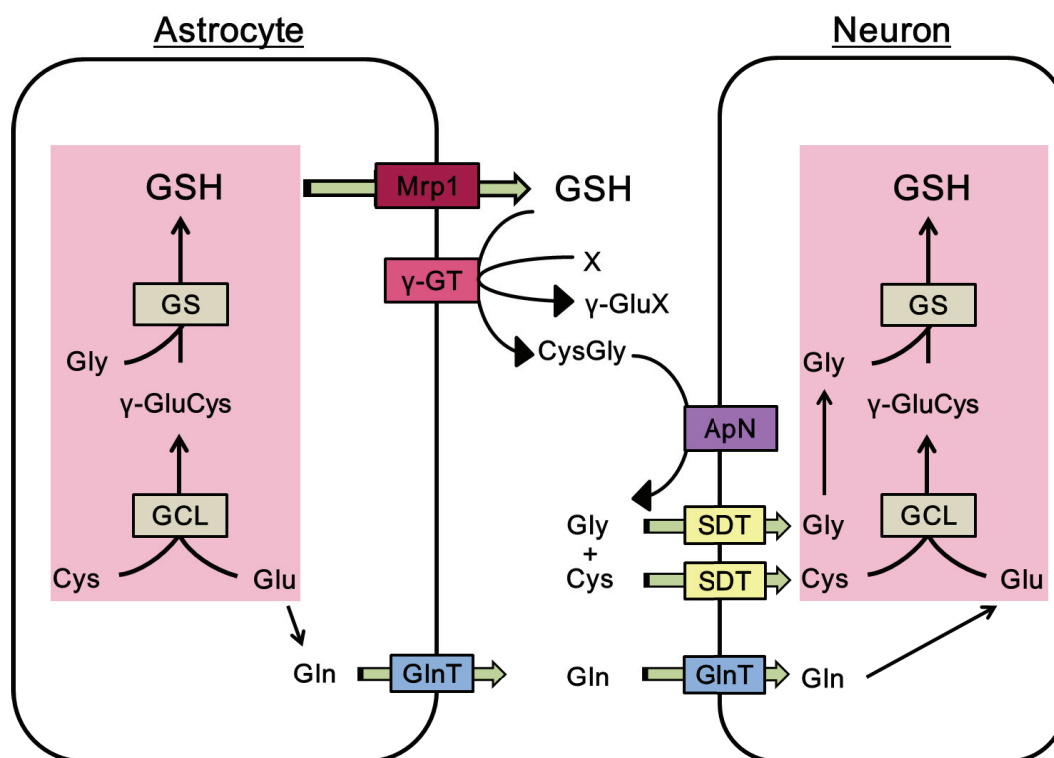 Astrocyte
Neuron
GSH
Mrp1
GSH
GSH
X
γ-GT
GS
γ-GluX
GS
Gly
CysGly
Gly
γ-GluCys
γ-GluCys
ApN
GCL
Gly
SDT
Gly
GCL
+
Cys
Glu
Cys
SDT
Cys
Glu
Gln
GlnT
Gln
GlnT
Gln